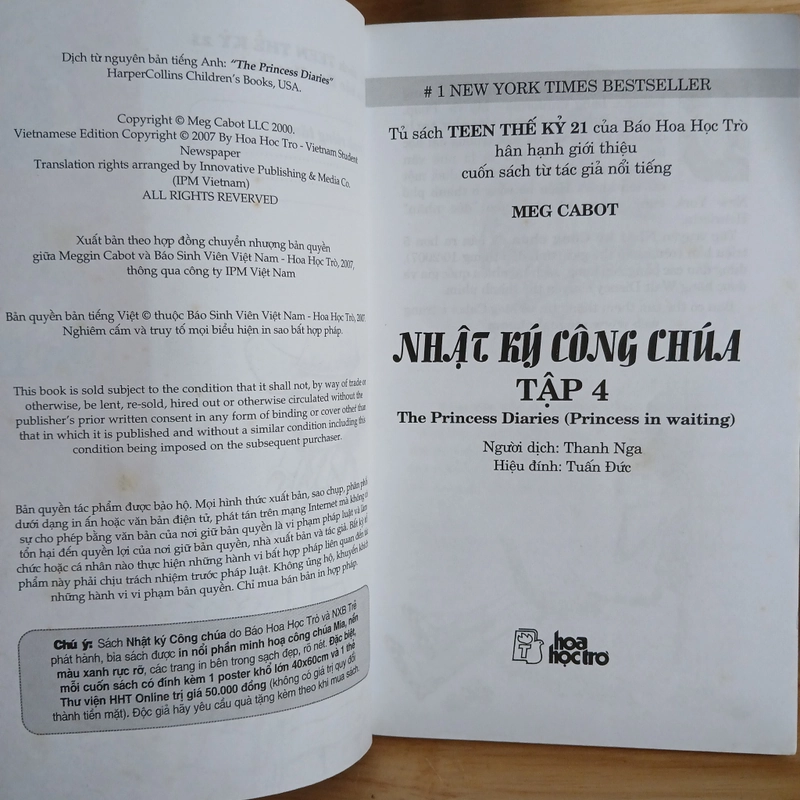 Dịch từ nguyên bản tiếng Anh: "The Princess Diaries"
HarperCollins Children's Books, USA.
Copyright © Meg Cabot LLC 2000.
Vietnamese Edition Copyright © 2007 By Hoa Hoc Tro - Vietnam Student
Newspaper
Translation rights arranged by Innovative Publishing & Media Co.
(IPM Vietnam)
ALL RIGHTS REVERVED
Xuất bản theo hợp đồng chuyển nhượng bản quyền
giữa Meggin Cabot và Báo Sinh Viên Việt Nam - Hoa Học Trò, 2007,
thông qua công ty IPM Việt Nam
Bản quyền bản tiếng Việt © thuộc Báo Sinh Viên Việt Nam - Hoa Học Trò, 2007
Nghiêm cấm và truy tố mọi biểu hiện in sao bất hợp pháp.
This book is sold subject to the condition that it shall not, by way of trade or
otherwise, be lent, re-sold, hired out or otherwise circulated without the
publisher's prior written consent in any form of binding or cover other than
that in which it is published and without a similar condition including this
condition being imposed on the subsequent purchaser.
Bản quyền tác phẩm được bảo hộ. Mọi hình thức xuất bản, sao chụp, phân phối
dưới dạng in ấn hoặc văn bản điện tử, phát tán trên mạng Internet mà không có
sự cho phép bằng văn bản của nơi giữ bản quyền là vi phạm pháp luật và làm
tổn hại đến quyền lợi của nơi giữ bản quyền, nhà xuất bản và tác giả. Bất kỳ tổ
chức hoặc cá nhân nào thực hiện những hành vi bất hợp pháp liên quan đến tác
phẩm này phải chịu trách nhiệm trước pháp luật. Không ủng hộ, khuyến khích
những hành vi vi phạm bản quyền. Chỉ mua bán bản in hợp pháp.
Chú ý: Sách Nhật ký Công chúa do Báo Hoa Học Trò và NXB Trẻ
phát hành, bìa sách được in nổi phần minh hoạ công chúa Mia, nền
màu xanh rực rỡ, các trang in bên trong sạch đẹp, rõ nét. Đặc biệt,
mỗi cuốn sách có đính kèm 1 poster khổ lớn 40x60cm và 1 thẻ
Thư viện HHT Online trị giá 50.000 đồng (không có giá trị quy đổi
thành tiền mặt). Độc giả hãy yêu cầu quà tặng kèm theo khi mua sách.
# 1 NEW YORK TIMES BESTSELLER
Tủ sách TEEN THẾ KỶ 21 của Báo Hoa Học Trò
hân hạnh giới thiệu
cuốn sách từ tác giả nổi tiếng
MEG CABOT
NHẬT KÝ CÔNG CHÚA
TẬP 4
The Princess Diaries (Princess in waiting)
Người dịch: Thanh Nga
Hiệu đính: Tuấn Đức
hoa
học trò